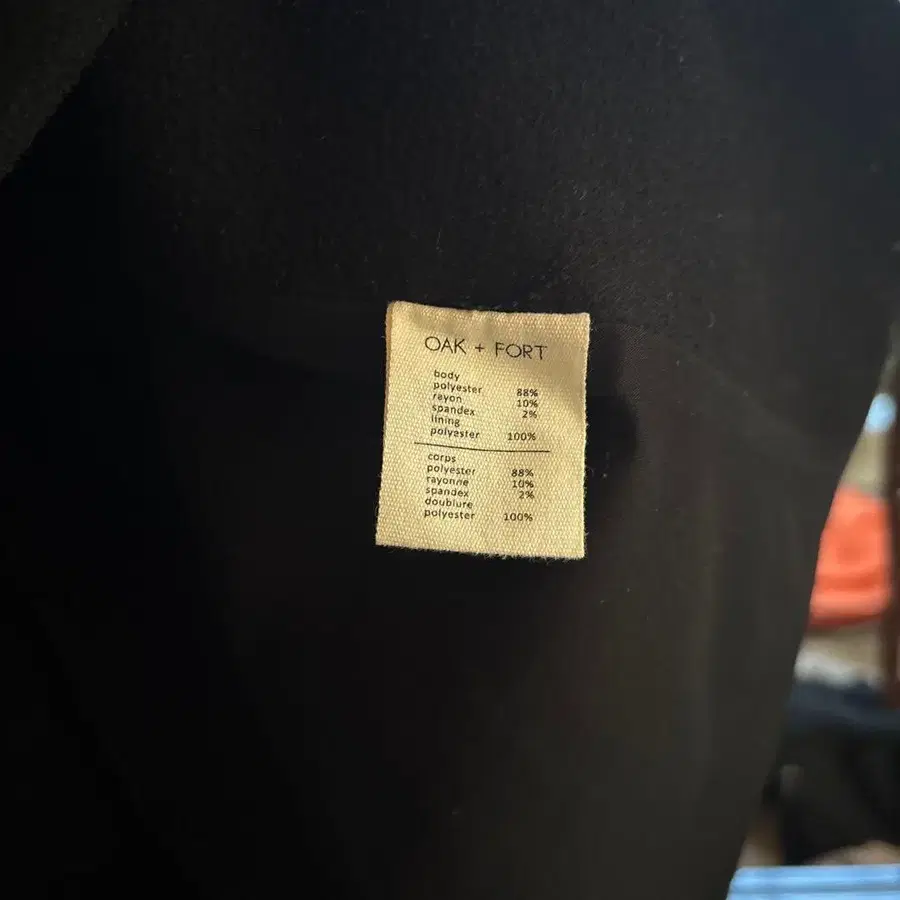 OAK + FORT
body
polyester 88%
rayon 10%
spandex 2%
lining
polyester 100%
corps
polyester 88%
rayonne 10%
spandex 2%
doublure
polyester 100%